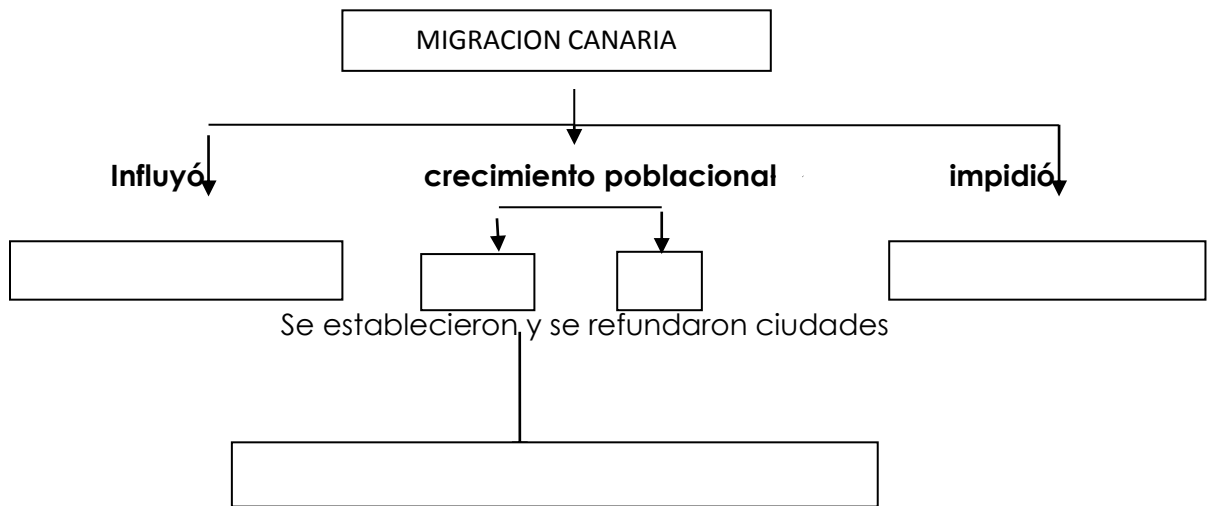 MIGRACION CANARIA
Influyó crecimiento poblacional impidió
Se establecieron y se refundaron ciudades